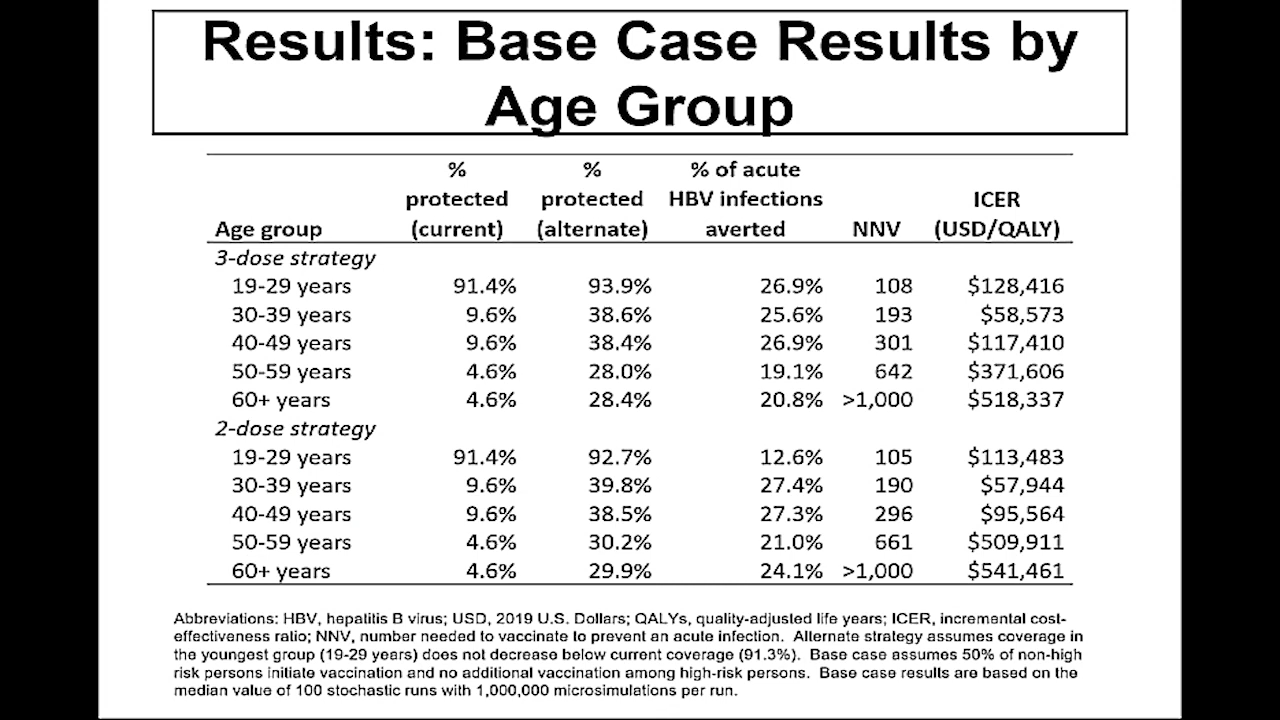 Results: Base Case Results by
Age Group
% % % of acute
protected protected HBV infections ICER
Age group (current) (alternate) averted NNV (USD/QALY)
3-dose strategy
19-29 years 91.4% 93.9% 26.9% 108 $128,416
30-39 years 9.6% 38.6% 25.6% 193 $58,573
40-49 years 9.6% 38.4% 26.9% 301 $117,410
50-59 years 4.6% 28.0% 19.1% 642 $371,606
60+ years 4.6% 28.4% 20.8% >1,000 $518,337
2-dose strategy
19-29 years 91.4% 92.7% 12.6% 105 $113,483
30-39 years 9.6% 39.8% 27.4% 190 $57,944
40-49 years 9.6% 38.5% 27.3% 296 $95,564
50-59 years 4.6% 30.2% 21.0% 661 $509,911
60+ years 4.6% 29.9% 24.1% >1,000 $541,461
Abbreviations: HBV, hepatitis B virus; USD, 2019 U.S. Dollars; QALYs, quality-adjusted life years; ICER, incremental cost-
effectiveness ratio; NNV, number needed to vaccinate to prevent an acute infection. Alternate strategy assumes coverage in
the youngest group (19-29 years) does not decrease below current coverage (91.3%). Base case assumes 50% of non-high
risk persons initiate vaccination and no additional vaccination among high-risk persons. Base case results are based on the
median value of 100 stochastic runs with 1,000,000 microsimulations per run.